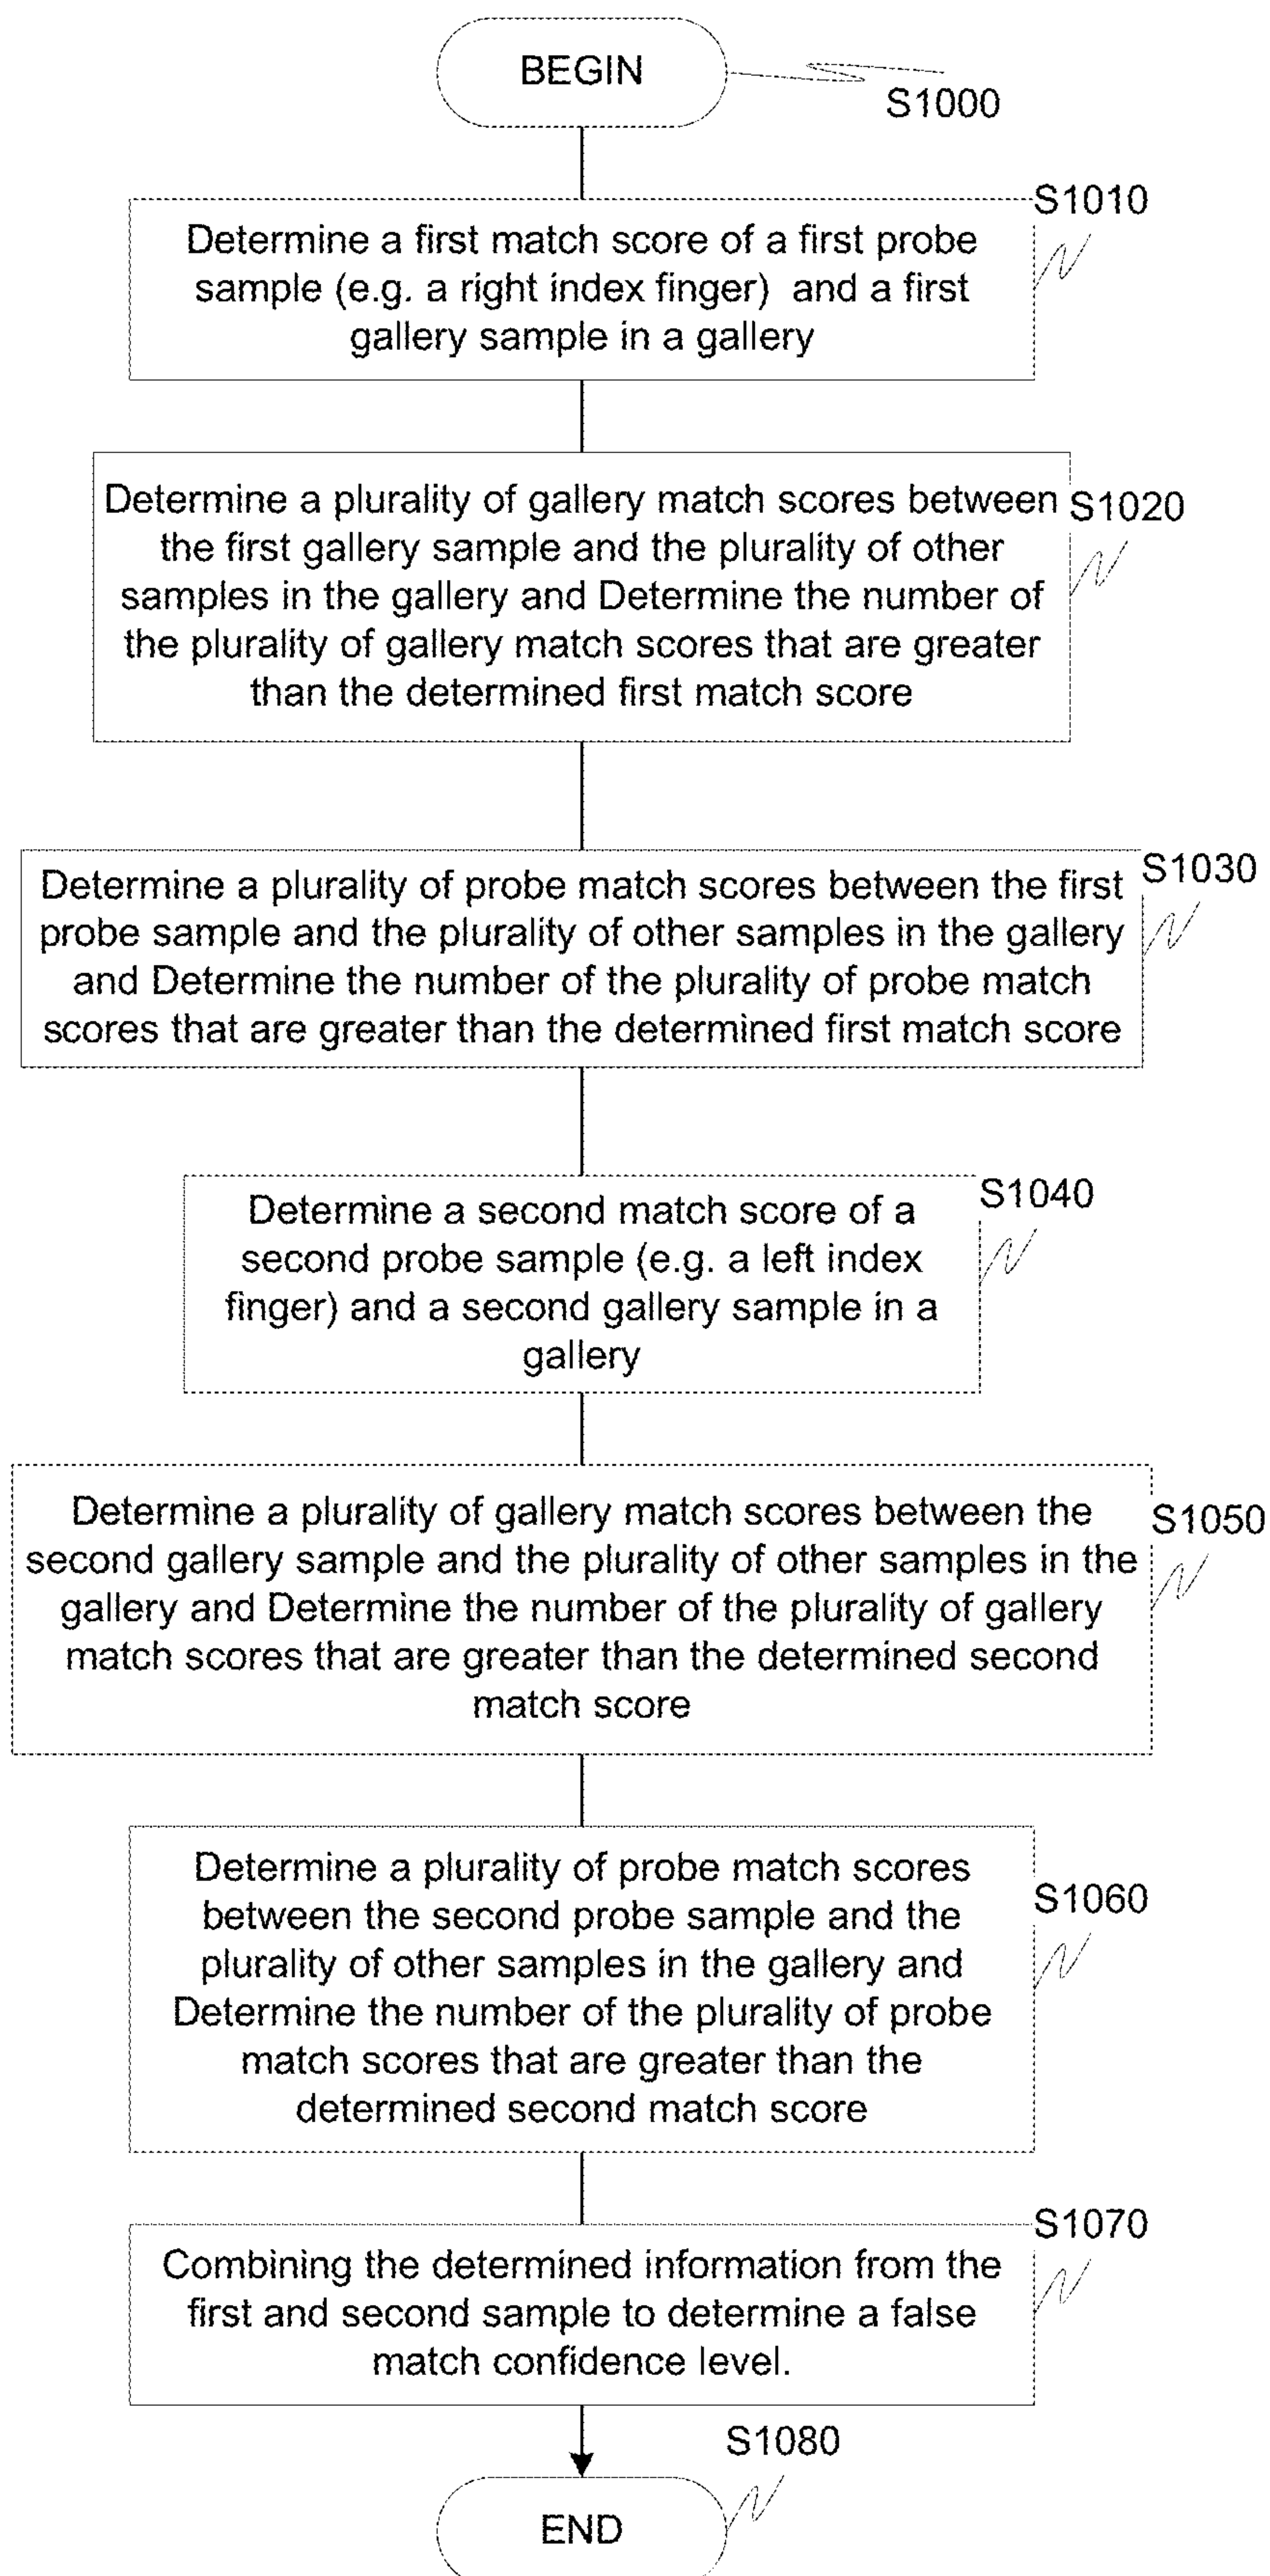 BEGIN
S1000
S1010
Determine a first match score of a first probe
sample (e.g. a right index finger) and a first
gallery sample in a gallery
Determine a plurality of gallery match scores between
S1020
the first gallery sample and the plurality of other
samples in the gallery and Determine the number of
the plurality of gallery match scores that are greater
than the determined first match score
S1030
Determine a plurality of probe match scores between the first
probe sample and the plurality of other samples in the gallery
and Determine the number of the plurality of probe match
scores that are greater than the determined first match score
S1040
Determine a second match score of a
second probe sample (e.g. a left index
finger) and a second gallery sample in a
gallery
Determine a plurality of gallery match scores between the
S1050
second gallery sample and the plurality of other samples in the
gallery and Determine the number of the plurality of gallery
match scores that are greater than the determined second
match score
Determine a plurality of probe match scores
S1060
between the second probe sample and the
plurality of other samples in the gallery and
Determine the number of the plurality of probe
match scores that are greater than the
determined second match score
S1070
Combining the determined information from the
first and second sample to determine a false
match confidence level.
S1080
END